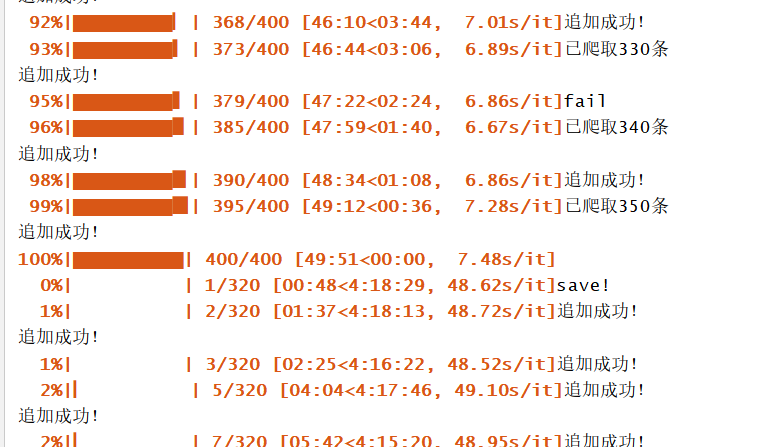 追加成功!
92%| | 368/400 [46:10<03:44,  7.01s/it]追加成功!
93%| | 373/400 [46:44<03:06,  6.89s/it]已爬取330条
追加成功!
95%| | 379/400 [47:22<02:24,  6.86s/it]fail
96%| | 385/400 [47:59<01:40,  6.67s/it]已爬取340条
追加成功!
98%| | 390/400 [48:34<01:08,  6.86s/it]追加成功!
99%| | 395/400 [49:12<00:36,  7.28s/it]已爬取350条
追加成功!
100%| | 400/400 [49:51<00:00,  7.48s/it]
0%| | 1/320 [00:48<4:18:29, 48.62s/it]save!
1%| | 2/320 [01:37<4:18:13, 48.72s/it]追加成功!
追加成功!
1%| | 3/320 [02:25<4:16:22, 48.52s/it]追加成功!
2%| | 5/320 [04:04<4:17:46, 49.10s/it]追加成功!
追加成功!
2%| | 7/320 [05:42<4:15:20, 48.95s/it]追加成功!